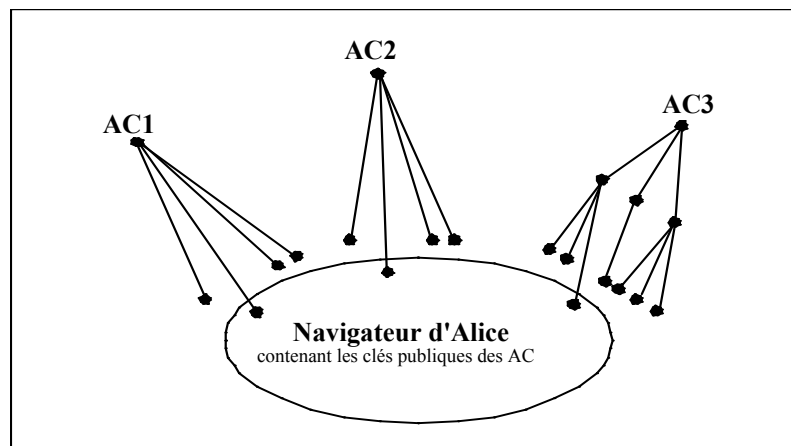 AC2
AC3
AC1
Navigateur d'Alice
contenant les clés publiques des AC